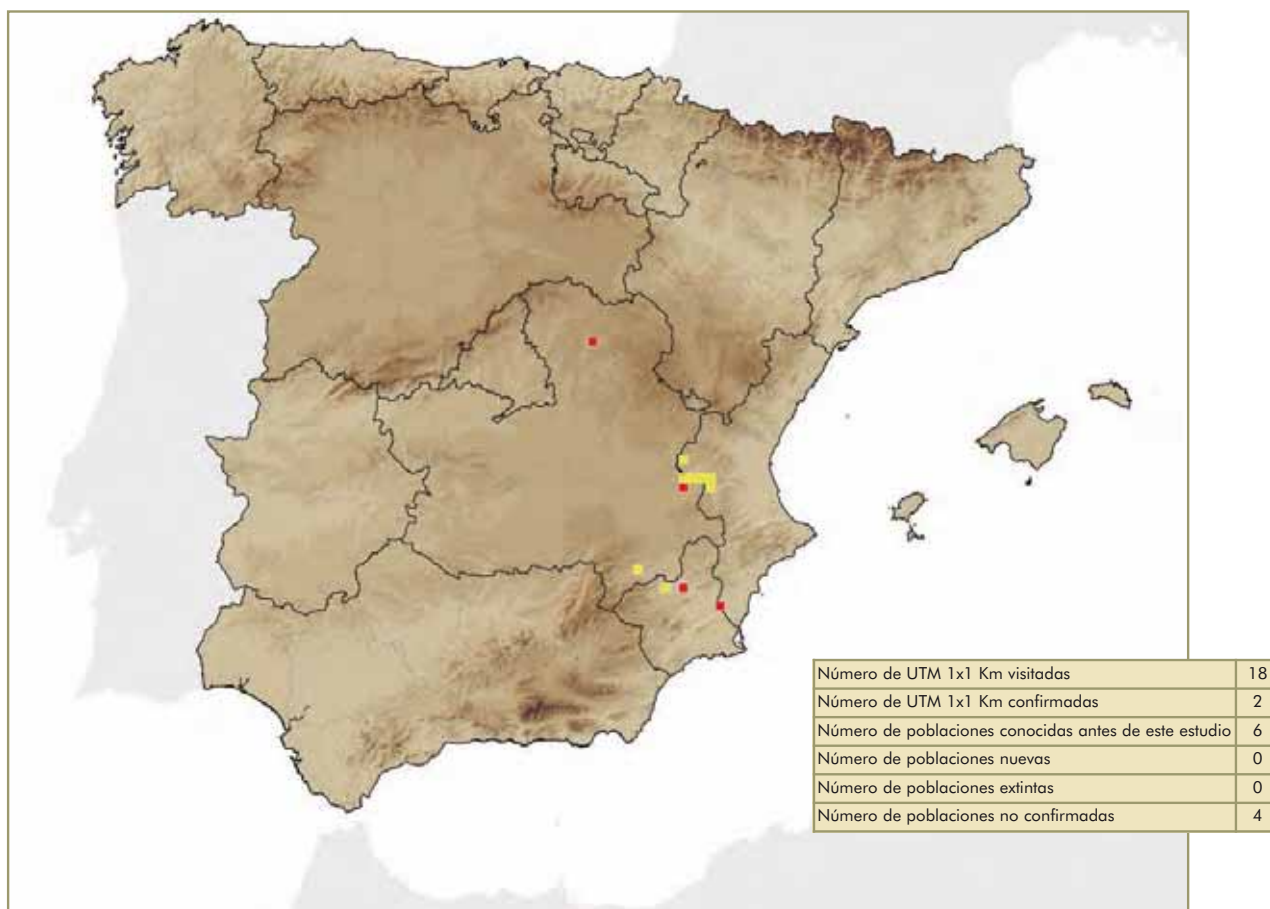 Número de UTM 1x1 Km visitadas 18
Número de UTM 1x1 Km confirmadas 2
Número de poblaciones conocidas antes de este estudio 6
Número de poblaciones nuevas 0
Número de poblaciones extintas 0
Número de poblaciones no confirmadas 4